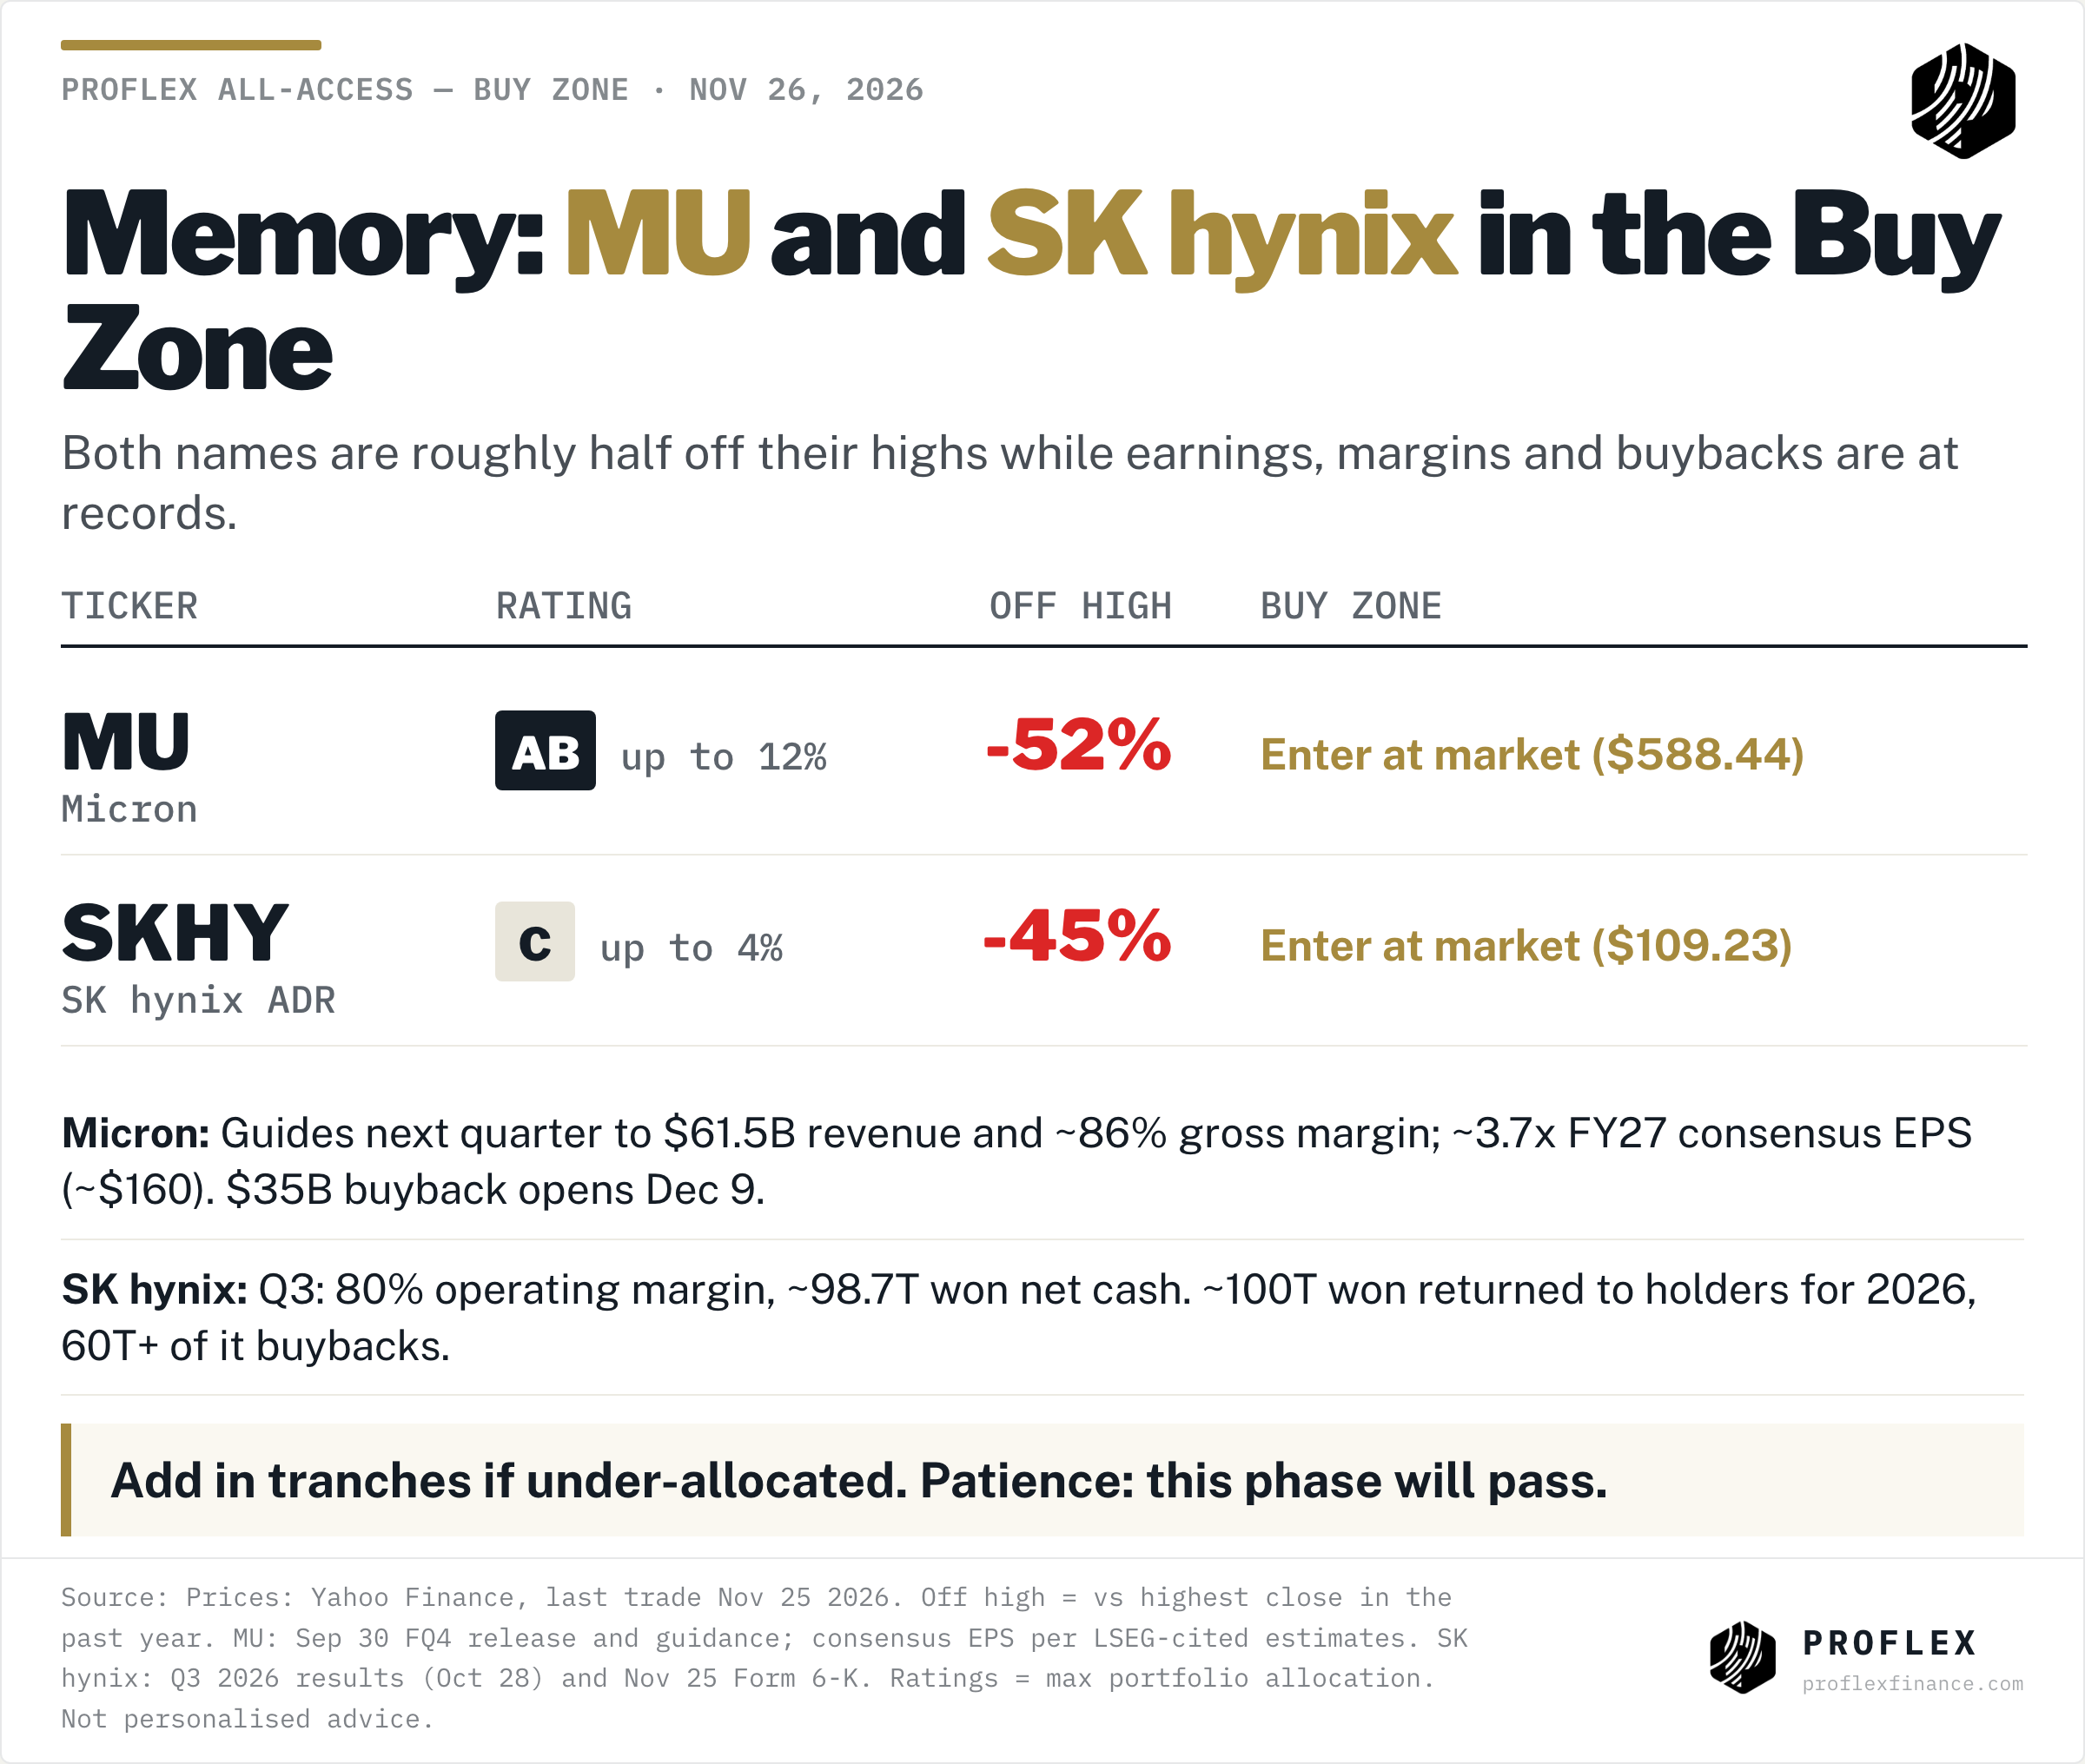 PROFLEX ALL-ACCESS — BUY ZONE · NOV 26, 2026
Memory: MU and SK hynix in the Buy
Zone
Both names are roughly half off their highs while earnings, margins and buybacks are at
records.
TICKER RATING OFF HIGH BUY ZONE
MU AB up to 12% -52% Enter at market ($588.44)
Micron
SKHY C up to 4% -45% Enter at market ($109.23)
SK hynix ADR
Micron: Guides next quarter to $61.5B revenue and ~86% gross margin; ~3.7x FY27 consensus EPS
(~$160). $35B buyback opens Dec 9.
SK hynix: Q3: 80% operating margin, ~98.7T won net cash. ~100T won returned to holders for 2026,
60T+ of it buybacks.
Add in tranches if under-allocated. Patience: this phase will pass.
Source: Prices: Yahoo Finance, last trade Nov 25 2026. Off high = vs highest close in the
past year. MU: Sep 30 FQ4 release and guidance; consensus EPS per LSEG-cited estimates. SK
hynix: Q3 2026 results (Oct 28) and Nov 25 Form 6-K. Ratings = max portfolio allocation.
Not personalised advice.
PROFLEX
proflexfinance.com